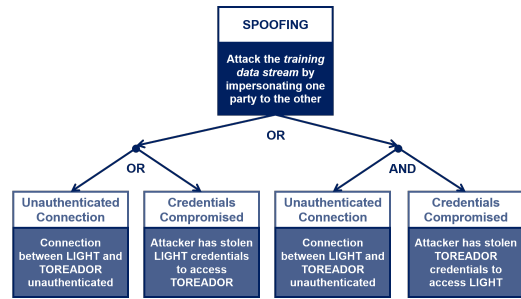 SPOOFING
Attack the training
data stream by
impersonating one
party to the other
OR
OR
AND
Unauthenticated
Connection
Connection
between LIGHT and
TOREADOR
unauthenticated
Credentials
Compromised
Attacker has stolen
LIGHT credentials
to access
TOREADOR
Unauthenticated
Connection
Connection
between LIGHT and
TOREADOR
unauthenticated
Credentials
Compromised
Attacker has stolen
TOREADOR
credentials to
access LIGHT